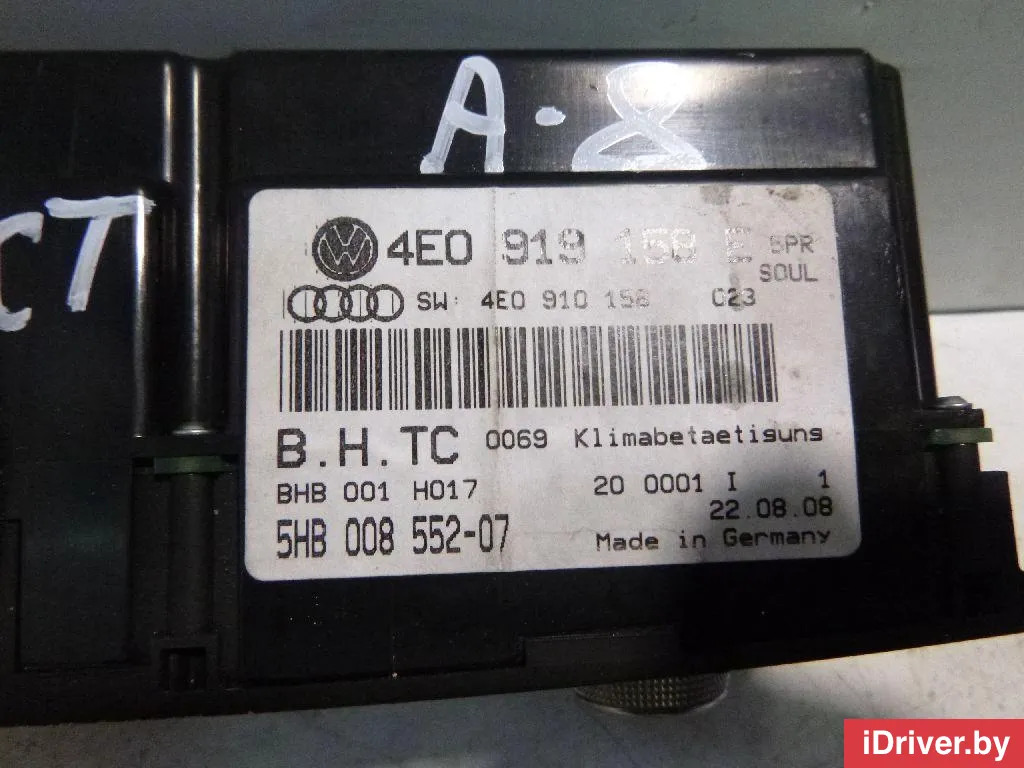 A-8
CT
4E0 919 158 E 5PR
SOUL
SW: 4E0 910 158 023
B.H.TC 0069 Klimabetaetisuns
BHB 001 H017 20 0001 I 1
22.08.08
5HB 008 552-07 Made in Germany
iDriver.by